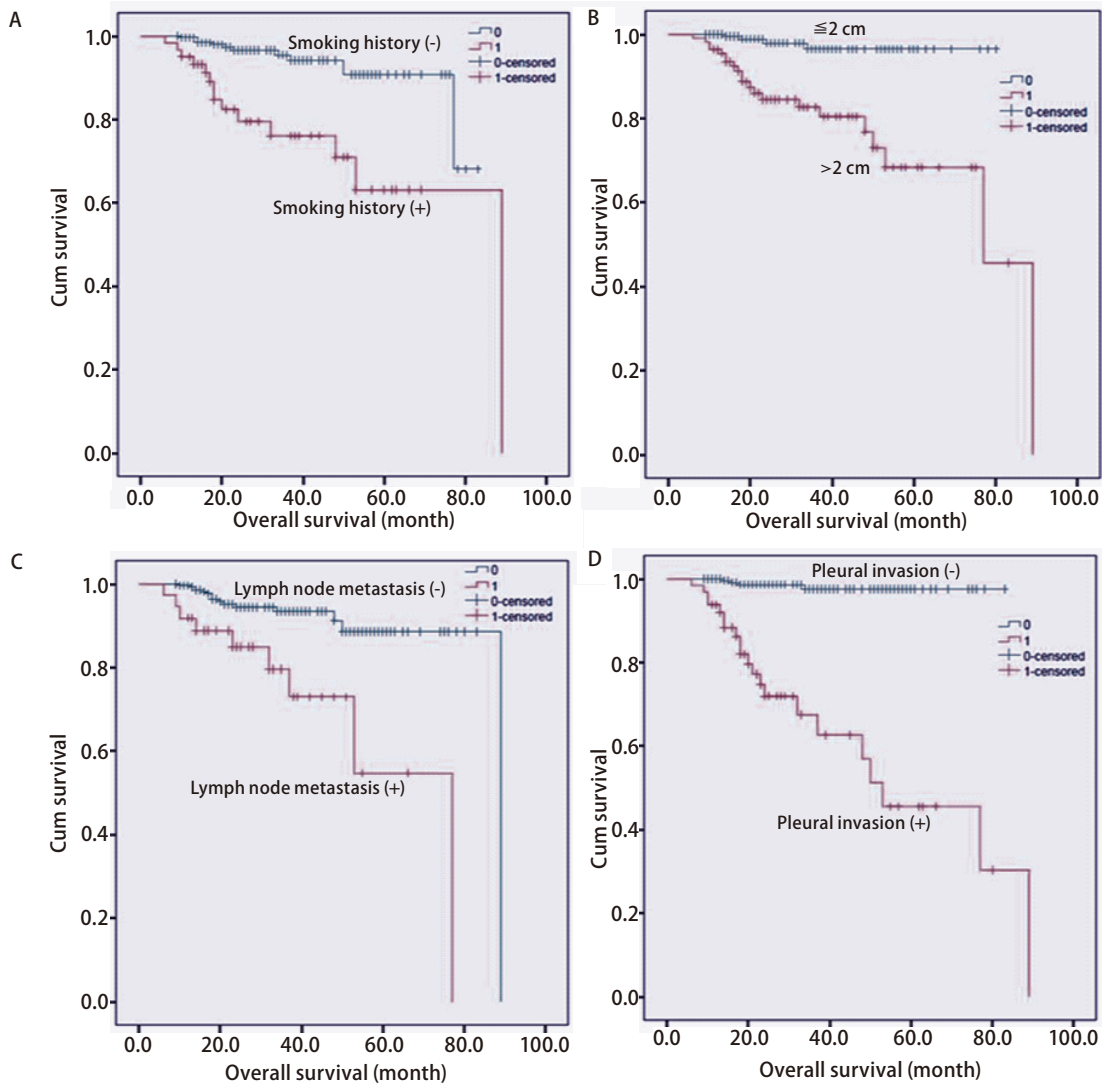 A
Smoking history (-)
0
1
0-censored
1-censored
Smoking history (+)
Cum survival
1.0
0.8
0.6
0.4
0.2
0.0
0.0 20.0 40.0 60.0 80.0 100.0
Overall survival (month)
B
≦2 cm
0
1
0-censored
1-censored
>2 cm
Cum survival
1.0
0.8
0.6
0.4
0.2
0.0
0.0 20.0 40.0 60.0 80.0 100.0
Overall survival (month)
C
Lymph node metastasis (-)
0
1
0-censored
1-censored
Lymph node metastasis (+)
Cum survival
1.0
0.8
0.6
0.4
0.2
0.0
0.0 20.0 40.0 60.0 80.0 100.0
Overall survival (month)
D
Pleural invasion (-)
0
1
0-censored
1-censored
Pleural invasion (+)
Cum survival
1.0
0.8
0.6
0.4
0.2
0.0
0.0 20.0 40.0 60.0 80.0 100.0
Overall survival (month)